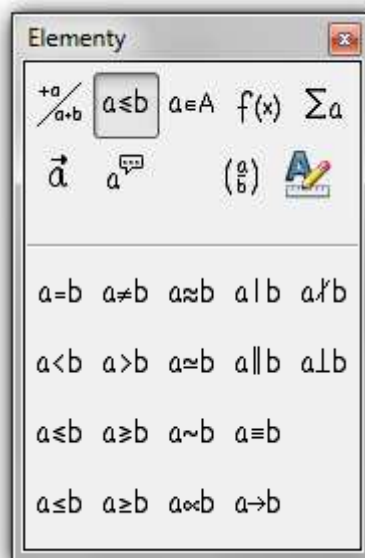 Elementy
+a/a+b a⩽b a∈A f(x) Σa
a⃗ a (a/b) A
a=b a≠b a≈b a|b a∤b
a<b a>b a≃b a∥b a⊥b
a⩽b a⩾b a~b a≡b
a≤b a≥b a∝b a→b